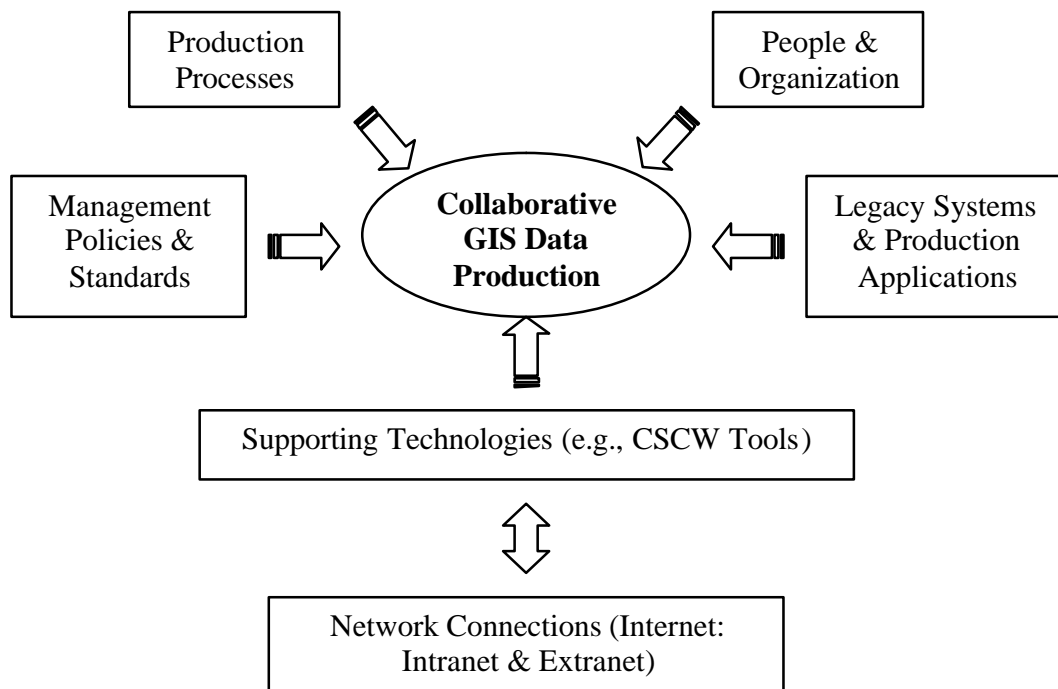 Production
Processes
People &
Organization
Management
Policies &
Standards
Collaborative
GIS Data
Production
Legacy Systems
& Production
Applications
Supporting Technologies (e.g., CSCW Tools)
Network Connections (Internet:
Intranet & Extranet)